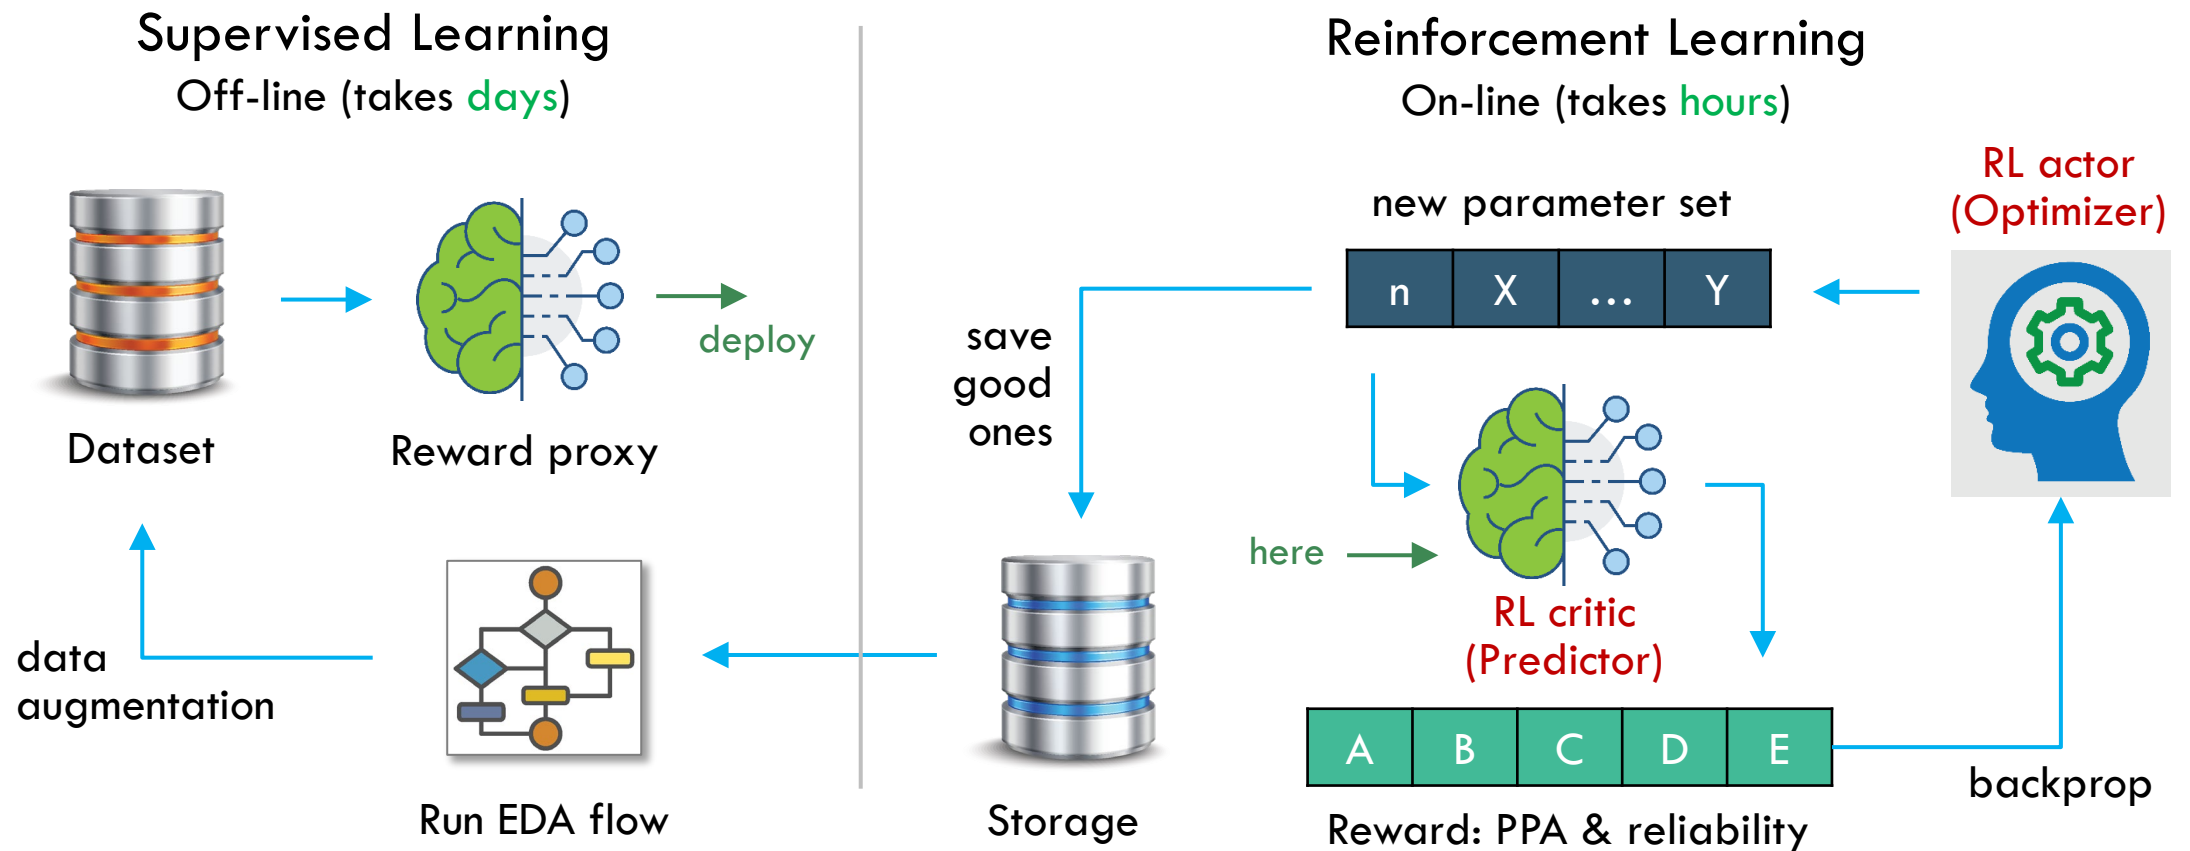 Supervised Learning
Off-line (takes days)
Dataset
Reward proxy
deploy
data
augmentation
Run EDA flow
Reinforcement Learning
On-line (takes hours)
RL actor
(Optimizer)
new parameter set
n X ... Y
save
good
ones
here
RL critic
(Predictor)
Storage
A B C D E
Reward: PPA & reliability
backprop